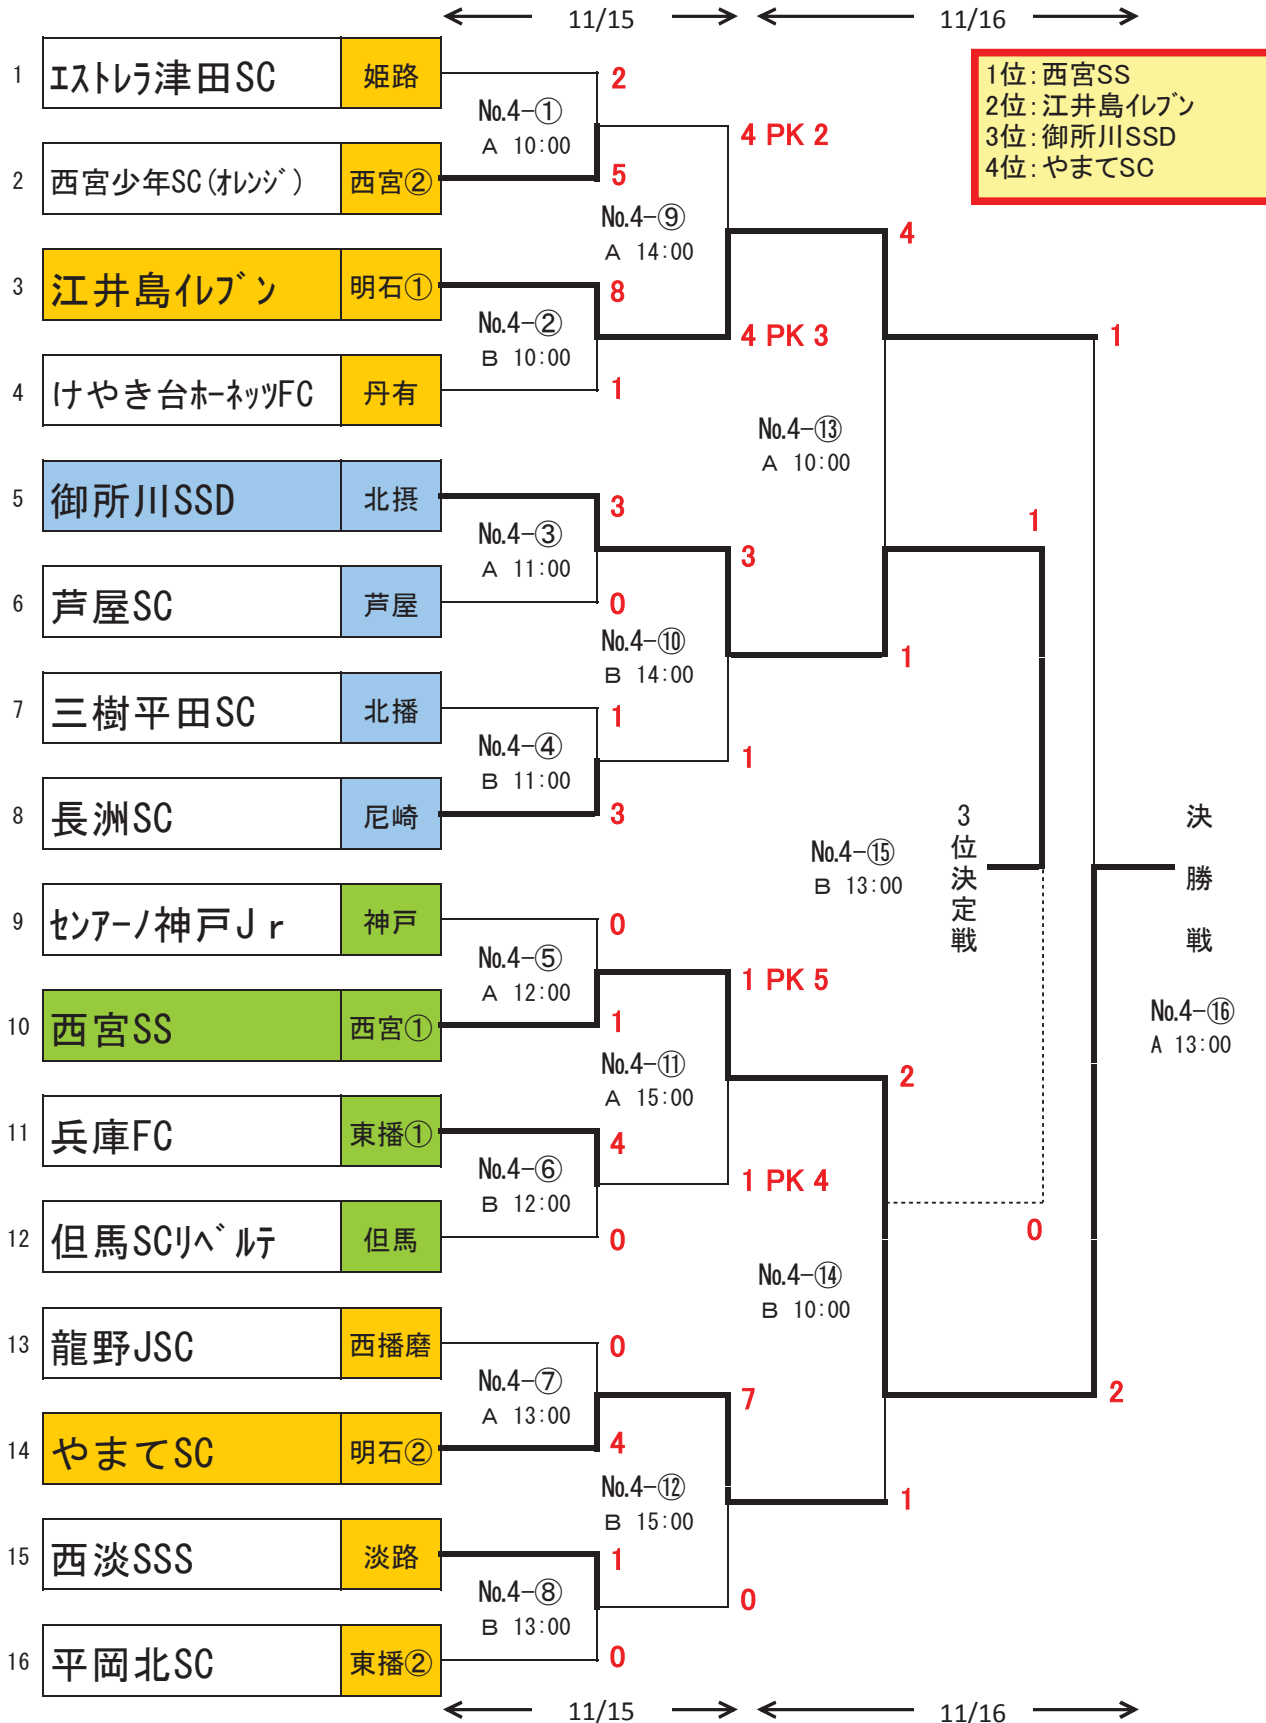 11/15
11/16
1位:西宮SS
2位:江井島イレブン
3位:御所川SSD
4位:やまてSC
1 エストレラ津田SC 姫路
2 西宮少年SC(オレンジ) 西宮②
3 江井島イレブン 明石①
4 けやき台ホーネッツFC 丹有
5 御所川SSD 北摂
6 芦屋SC 芦屋
7 三樹平田SC 北播
8 長洲SC 尼崎
9 センアーノ神戸Jr 神戸
10 西宮SS 西宮①
11 兵庫FC 東播①
12 但馬SCリベルテ 但馬
13 龍野JSC 西播磨
14 やまてSC 明石②
15 西淡SSS 淡路
16 平岡北SC 東播②
No.4-①
A 10:00
2
5
No.4-②
B 10:00
8
1
No.4-③
A 11:00
3
0
No.4-④
B 11:00
1
3
No.4-⑤
A 12:00
0
1
No.4-⑥
B 12:00
4
0
No.4-⑦
A 13:00
0
4
No.4-⑧
B 13:00
1
0
No.4-⑨
A 14:00
4 PK 2
4 PK 3
No.4-⑩
B 14:00
3
1
No.4-⑪
A 15:00
1 PK 5
1 PK 4
No.4-⑫
B 15:00
7
0
No.4-⑬
A 10:00
4
1
No.4-⑭
B 10:00
2
1
No.4-⑮
B 13:00
3位決定戦
1
0
決勝戦
No.4-⑯
A 13:00
1
2
11/15
11/16